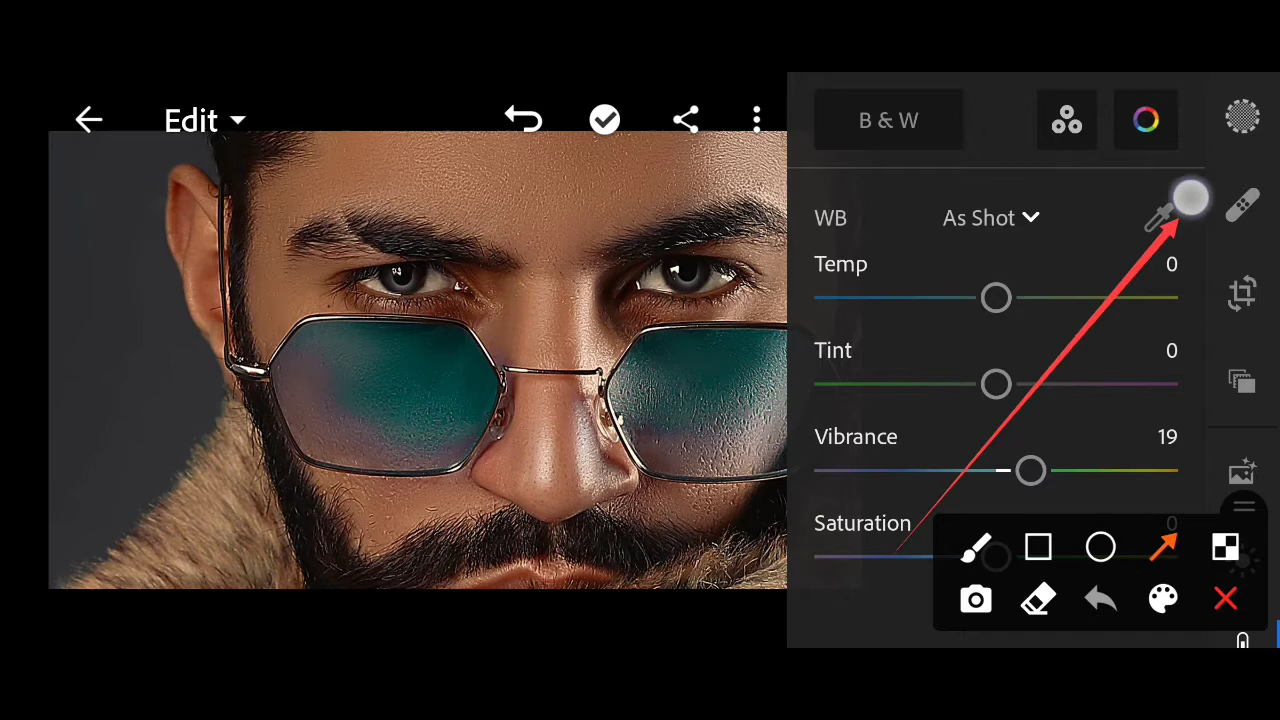 Edit
B & W
WB As Shot
Temp 0
Tint 0
Vibrance 19
Saturation 0